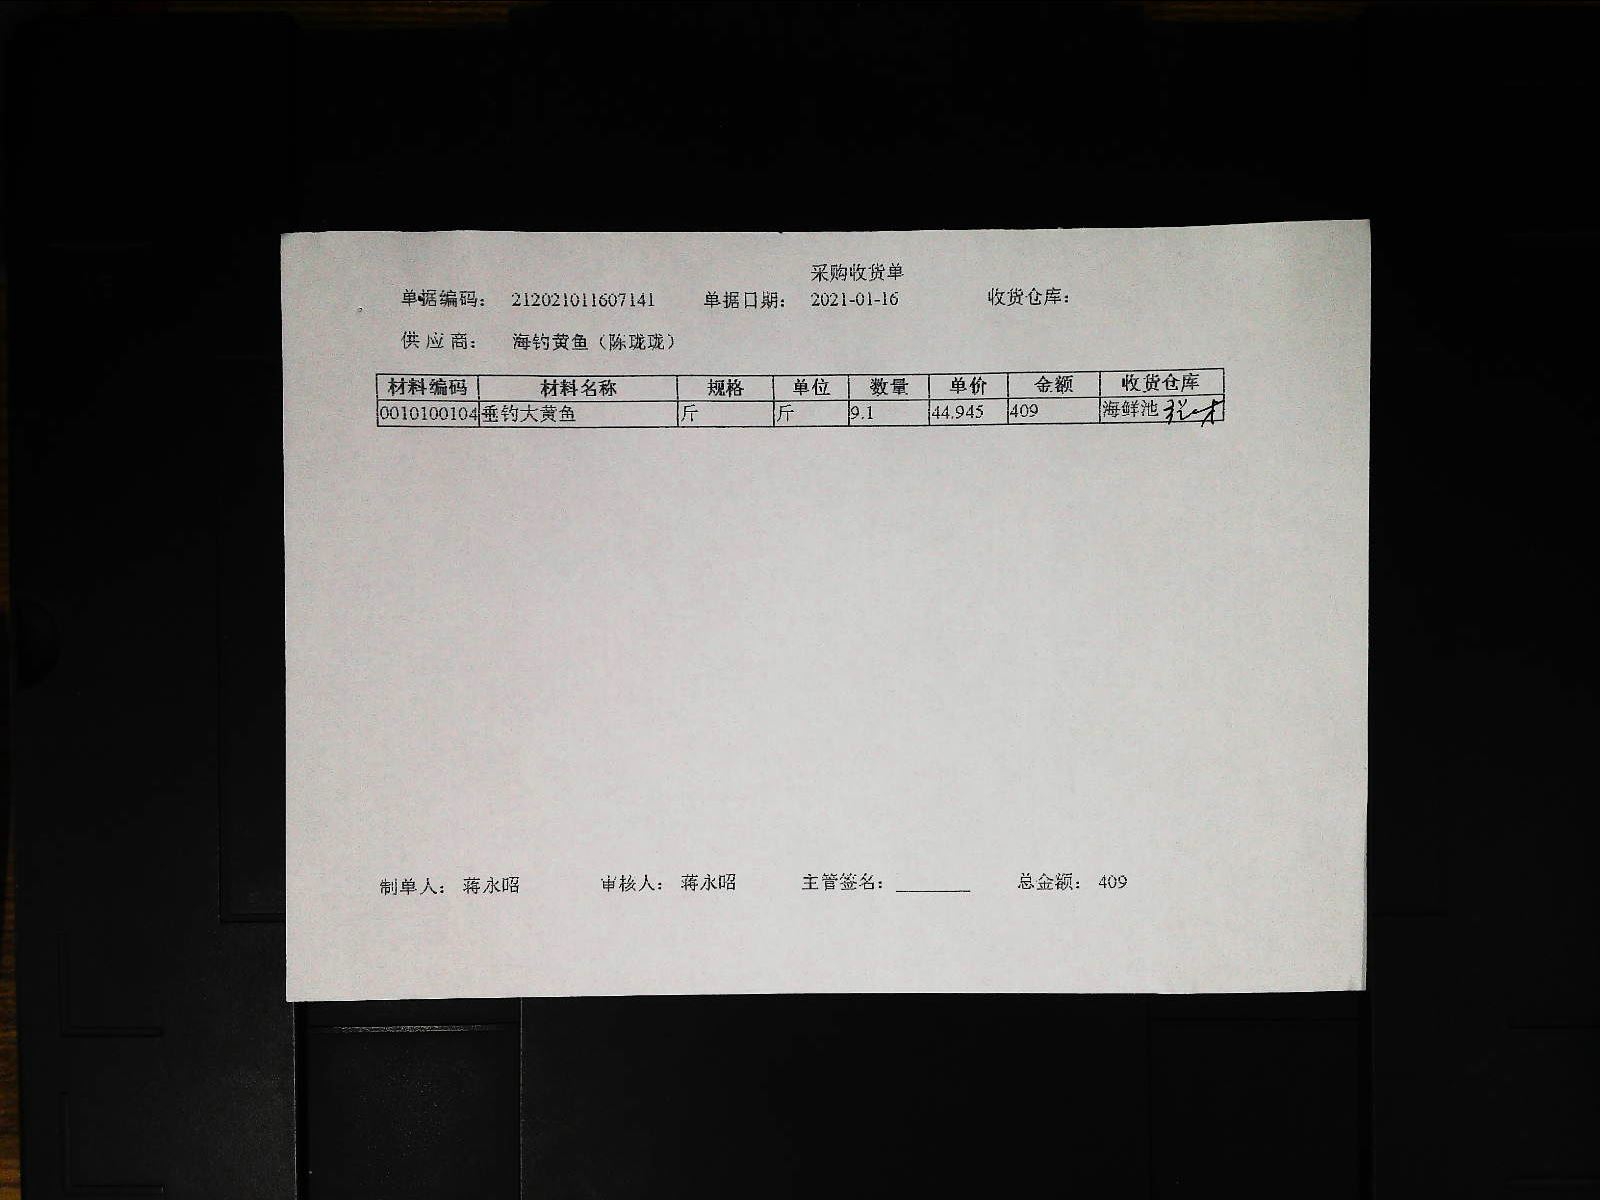 采购收货单
单据编码： 212021011607141 单据日期： 2021-01-16 收货仓库：
供 应 商： 海钓黄鱼（陈珑珑）
材料编码 材料名称 规格 单位 数量 单价 金额 收货仓库
0010100104 垂钓大黄鱼 斤 斤 9.1 44.945 409 海鲜池
制单人： 蒋永昭 审核人： 蒋永昭 主管签名：________ 总金额： 409